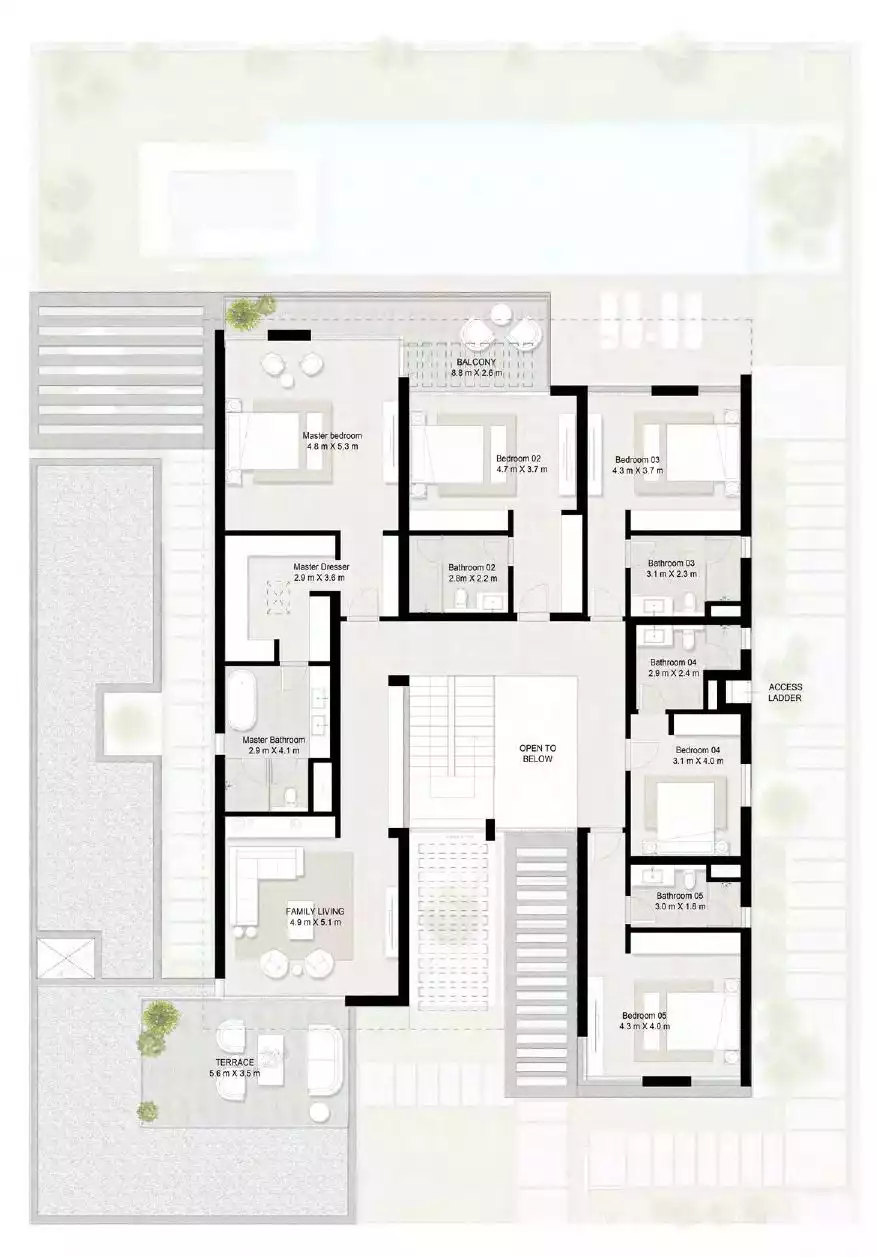 BALCONY
8.8 m X 2.6 m
Master bedroom
4.8 m X 5.3 m
Bedroom 02
4.7 m X 3.7 m
Bedroom 03
4.3 m X 3.7 m
Master Dresser
2.9 m X 3.6 m
Bathroom 02
2.8m X 2.2 m
Bathroom 03
3.1 m X 2.3 m
Bathroom 04
2.9 m X 2.4 m
ACCESS
LADDER
Master Bathroom
2.9 m X 4.1 m
OPEN TO
BELOW
Bedroom 04
3.1 m X 4.0 m
FAMILY LIVING
4.9 m X 5.1 m
Bathroom 05
3.0 m X 1.8 m
Bedroom 05
4.3 m X 4.0 m
TERRACE
5.6 m X 3.5 m